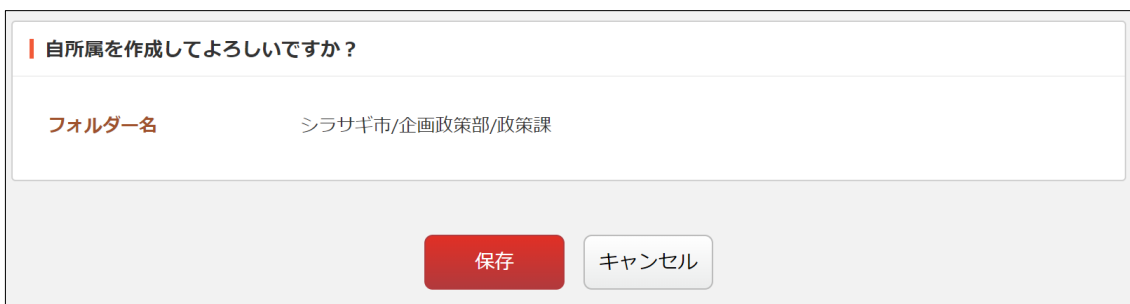 自所属を作成してよろしいですか？
フォルダー名 シラサギ市/企画政策部/政策課
保存 キャンセル